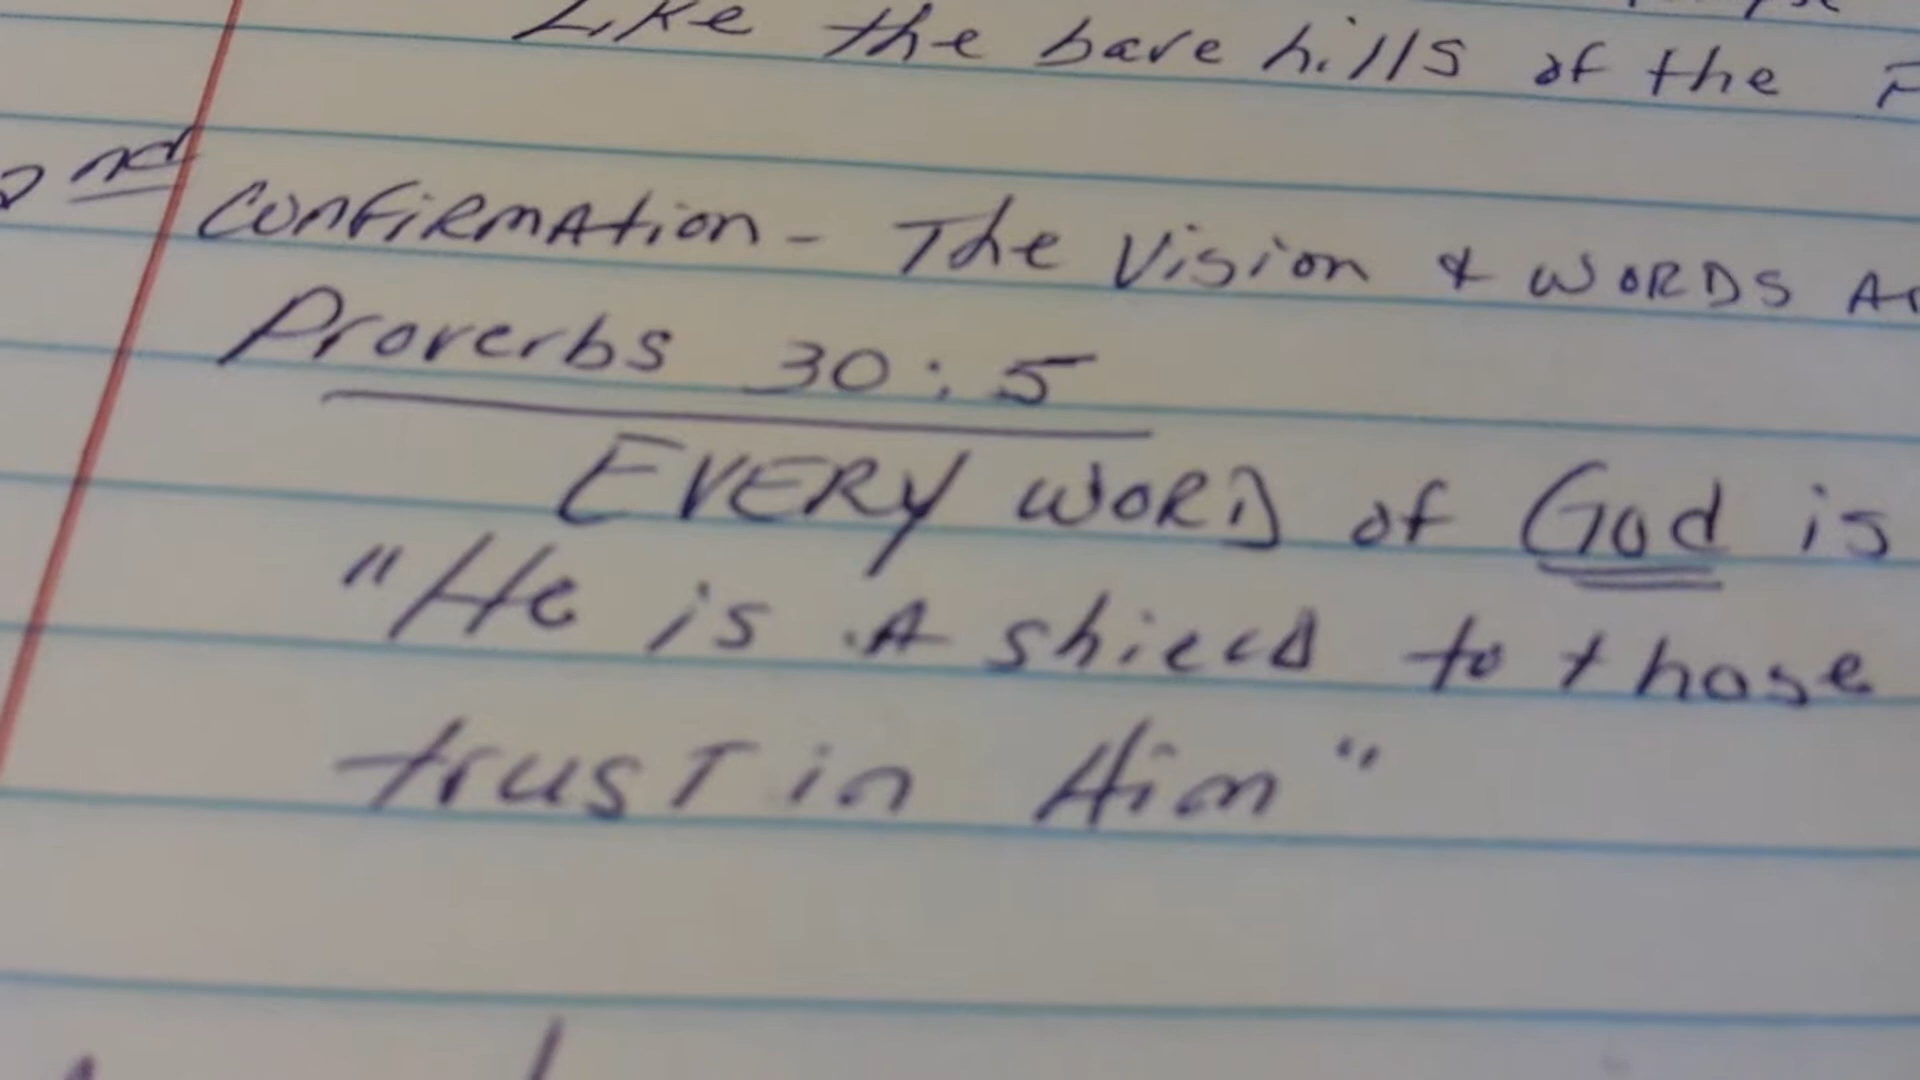 Like the bare hills of the
2nd Confirmation - The Vision & Words
Proverbs 30:5
EVERY WORD of God is
"He is A shield to those
trust in Him"